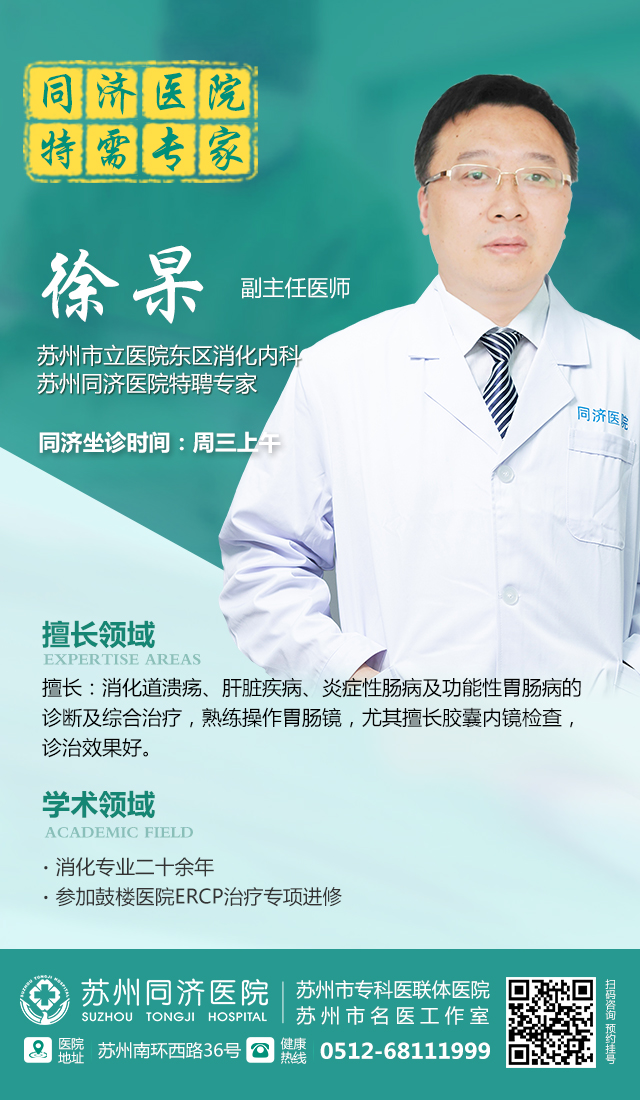 同济医院
特需专家
徐杲
副主任医师
苏州市立医院东区消化内科
苏州同济医院特聘专家
同济坐诊时间：周三上午
同济医院
擅长领域
EXPERTISE AREAS
擅长：消化道溃疡、肝脏疾病、炎症性肠病及功能性胃肠病的
诊断及综合治疗，熟练操作胃肠镜，尤其擅长胶囊内镜检查，
诊治效果好。
学术领域
ACADEMIC FIELD
· 消化专业二十余年
· 参加鼓楼医院ERCP治疗专项进修
SUZHOU TONGJI HOSPITAL
苏州同济医院
SUZHOU TONGJI HOSPITAL
苏州市专科医联体医院
苏州市名医工作室
医院
地址
苏州南环西路36号
健康
热线
0512-68111999
扫码咨询 预约挂号